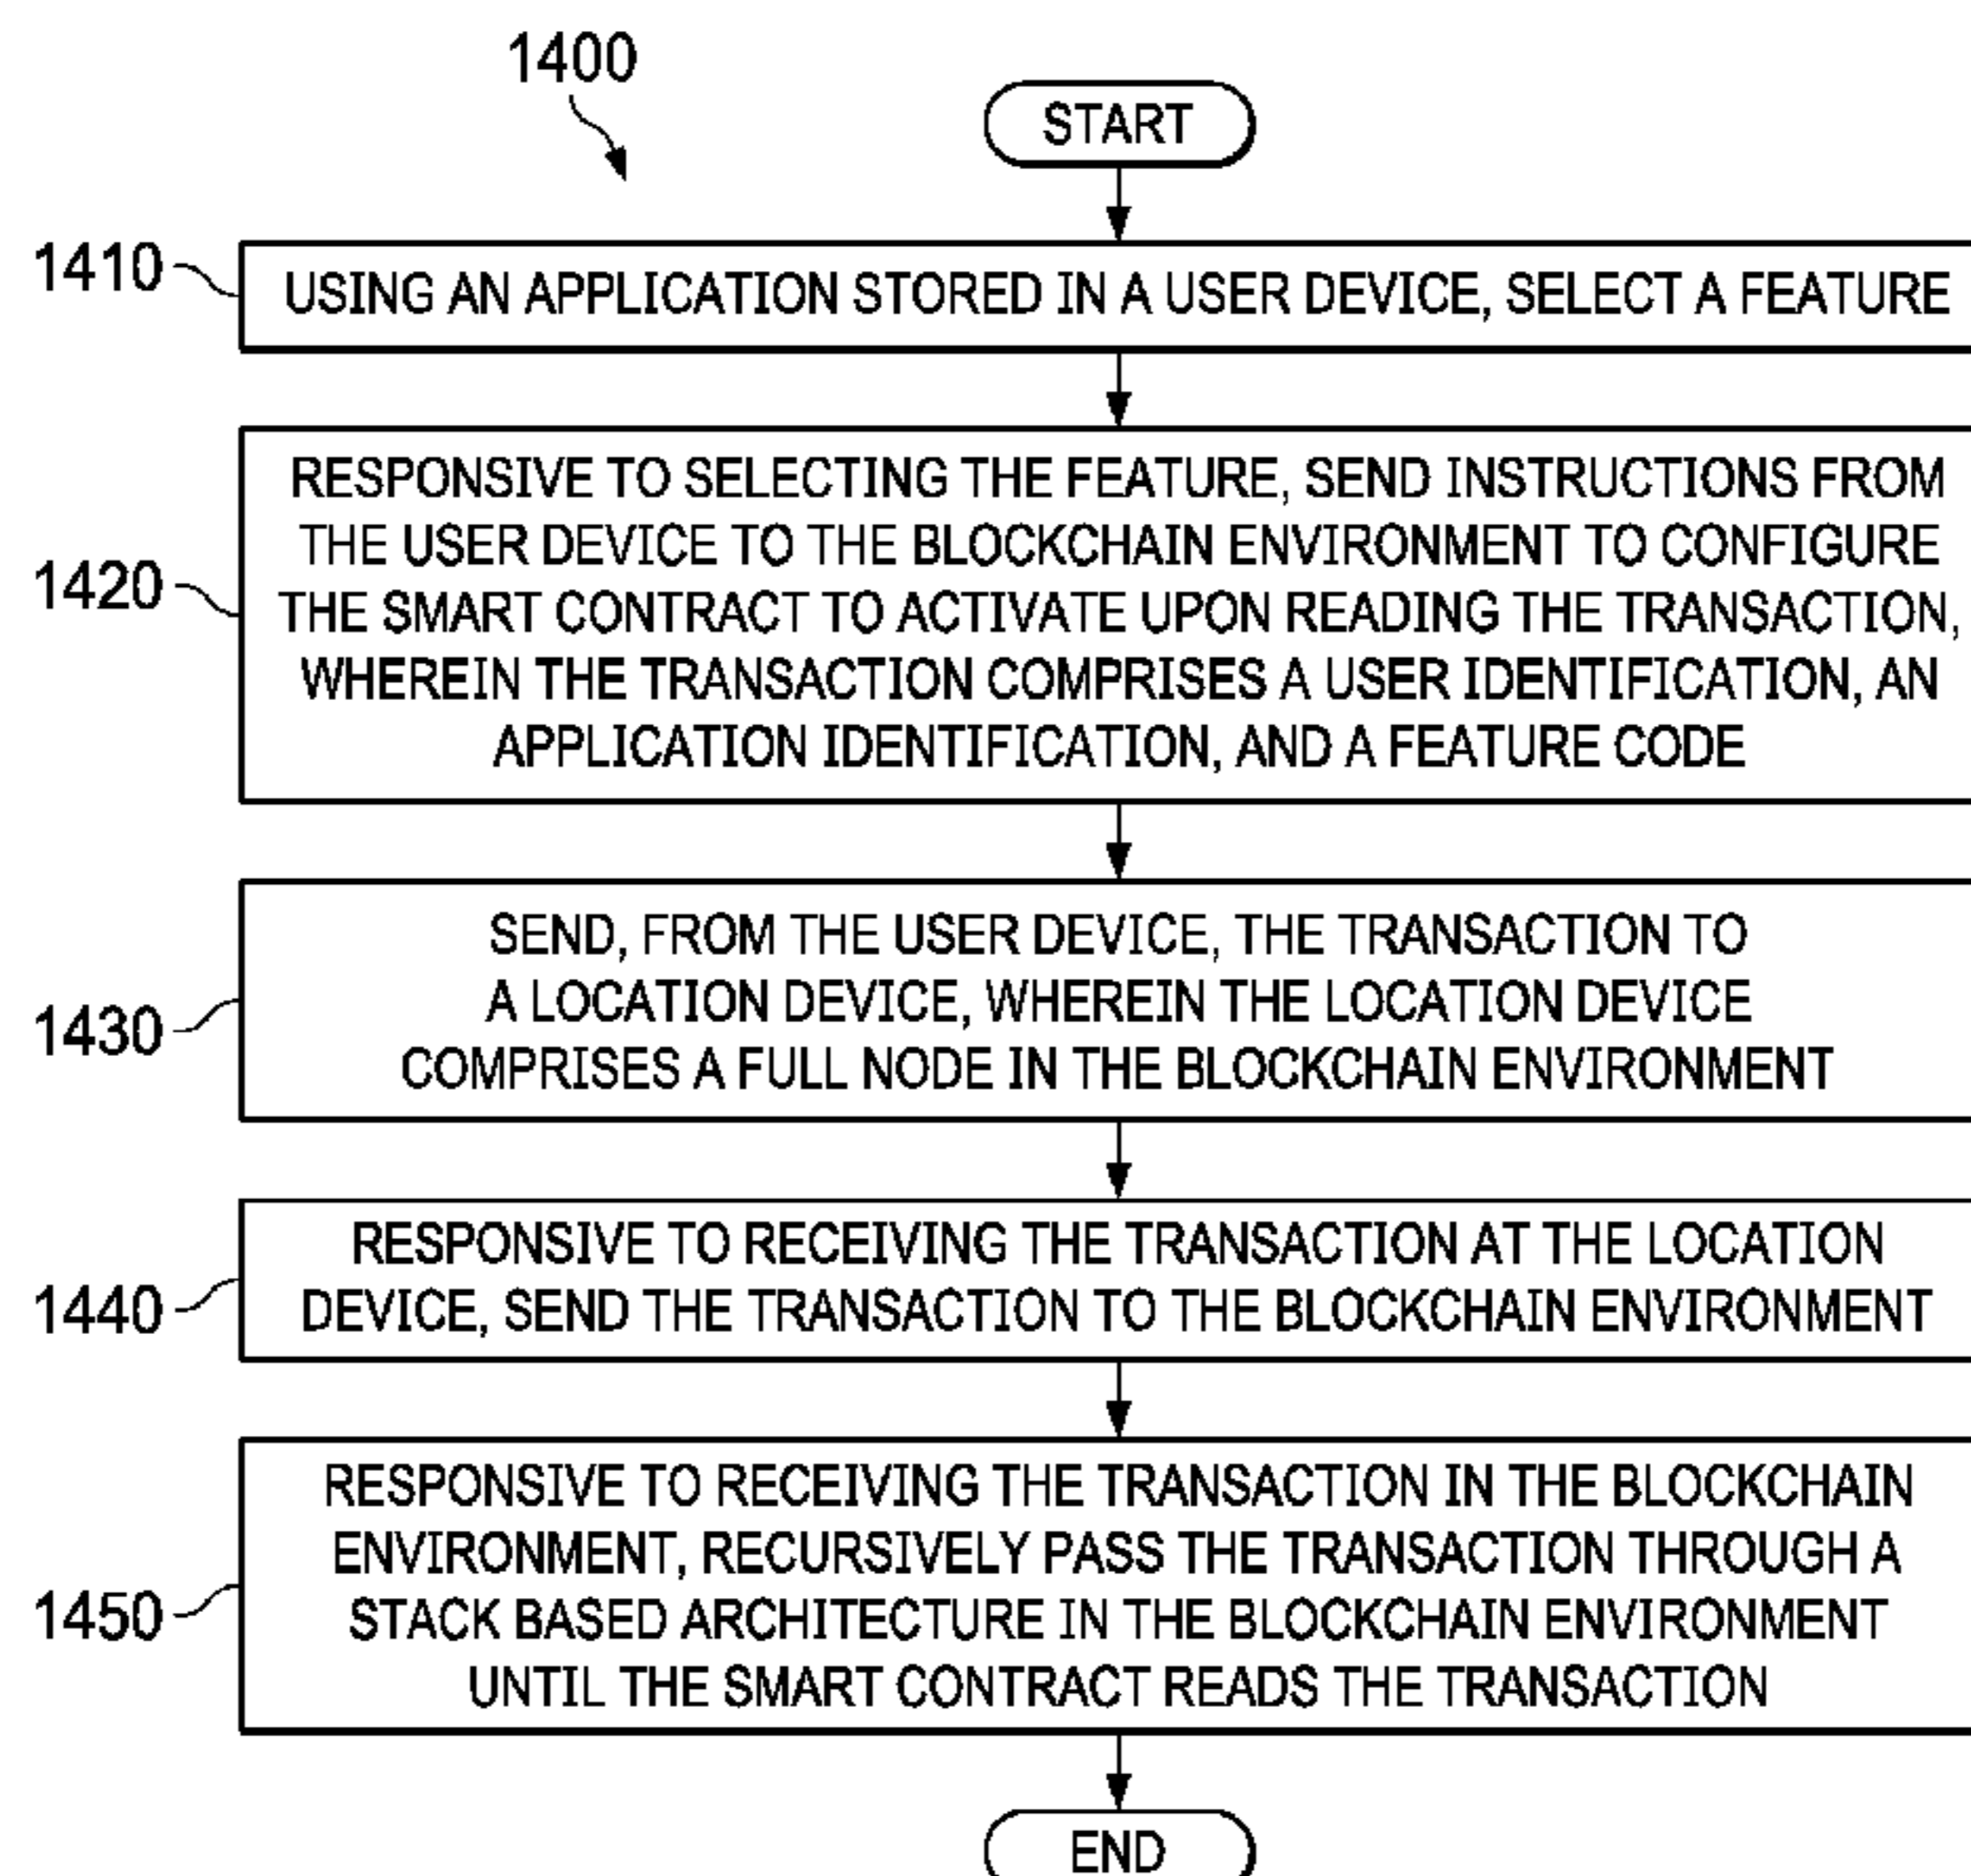 1400
START
1410
USING AN APPLICATION STORED IN A USER DEVICE, SELECT A FEATURE
RESPONSIVE TO SELECTING THE FEATURE, SEND INSTRUCTIONS FROM
THE USER DEVICE TO THE BLOCKCHAIN ENVIRONMENT TO CONFIGURE
1420
THE SMART CONTRACT TO ACTIVATE UPON READING THE TRANSACTION,
WHEREIN THE TRANSACTION COMPRISES A USER IDENTIFICATION, AN
APPLICATION IDENTIFICATION, AND A FEATURE CODE
SEND, FROM THE USER DEVICE, THE TRANSACTION TO
A LOCATION DEVICE, WHEREIN THE LOCATION DEVICE
1430
COMPRISES A FULL NODE IN THE BLOCKCHAIN ENVIRONMENT
RESPONSIVE TO RECEIVING THE TRANSACTION AT THE LOCATION
1440
DEVICE, SEND THE TRANSACTION TO THE BLOCKCHAIN ENVIRONMENT
RESPONSIVE TO RECEIVING THE TRANSACTION IN THE BLOCKCHAIN
ENVIRONMENT, RECURSIVELY PASS THE TRANSACTION THROUGH A
1450
STACK BASED ARCHITECTURE IN THE BLOCKCHAIN ENVIRONMENT
UNTIL THE SMART CONTRACT READS THE TRANSACTION
END